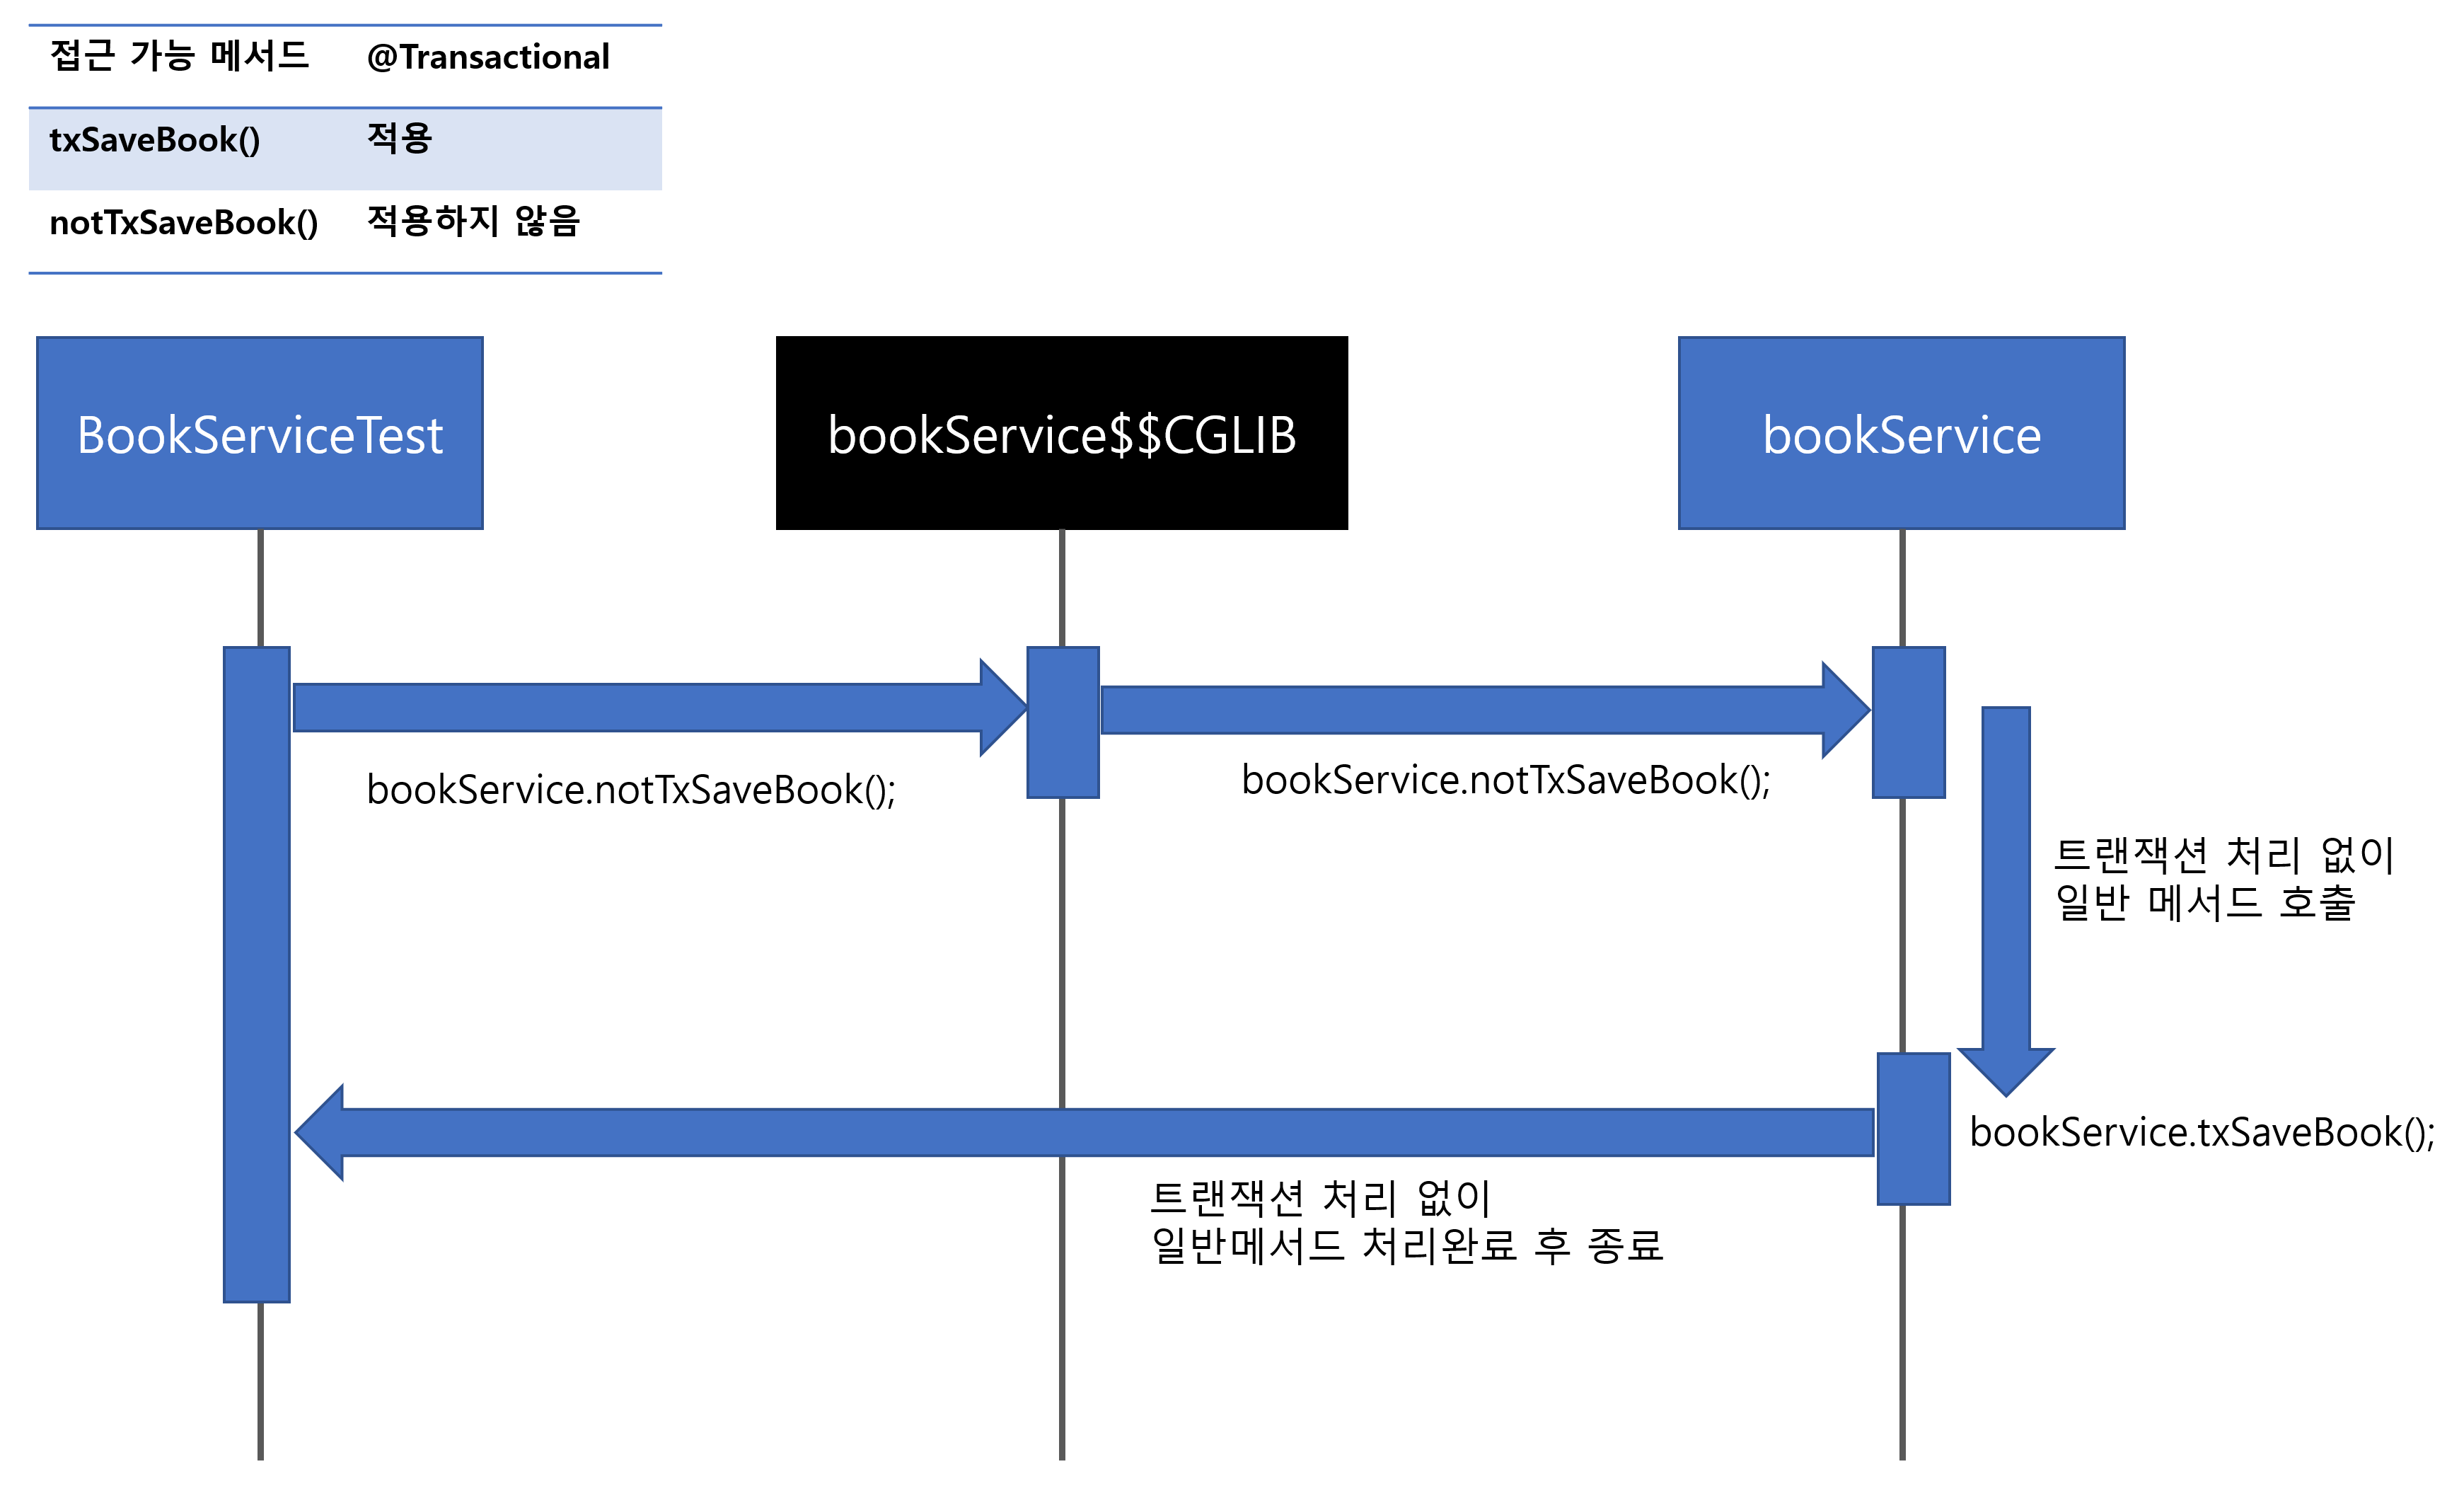 접근 가능 메서드 @Transactional
txSaveBook() 적용
notTxSaveBook() 적용하지 않음
BookServiceTest
bookService$$CGLIB
bookService
bookService.notTxSaveBook();
bookService.notTxSaveBook();
트랜잭션 처리 없이
일반 메서드 호출
bookService.txSaveBook();
트랜잭션 처리 없이
일반메서드 처리완료 후 종료